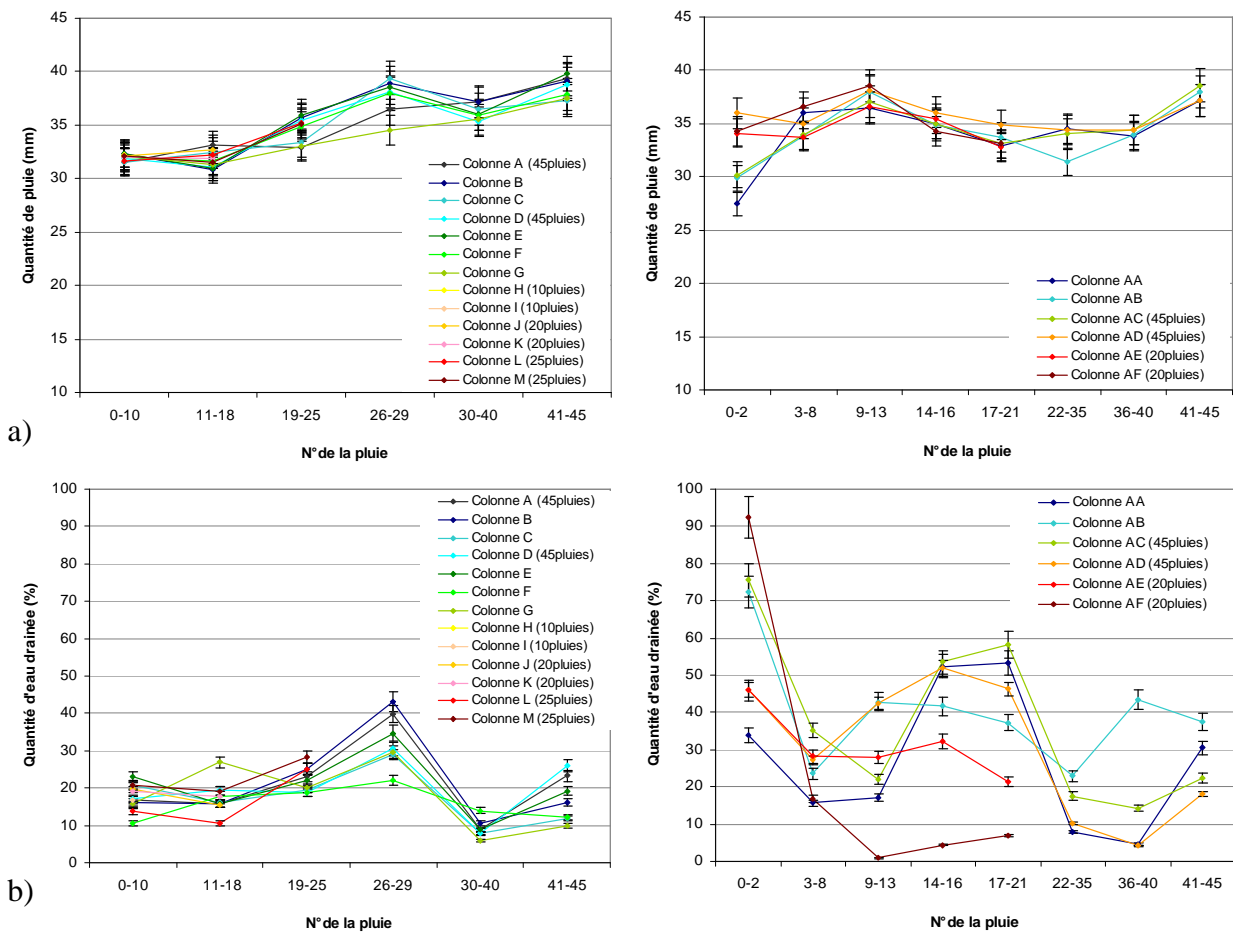 45
40
35
30
25
20
15
10
Quantité de pluie (mm)
Colonne A (45pluies)
Colonne B
Colonne C
Colonne D (45pluies)
Colonne E
Colonne F
Colonne G
Colonne H (10pluies)
Colonne I (10pluies)
Colonne J (20pluies)
Colonne K (20pluies)
Colonne L (25pluies)
Colonne M (25pluies)
0-10 11-18 19-25 26-29 30-40 41-45
N° de la pluie
a)
45
40
35
30
25
20
15
10
Quantité de pluie (mm)
Colonne AA
Colonne AB
Colonne AC (45pluies)
Colonne AD (45pluies)
Colonne AE (20pluies)
Colonne AF (20pluies)
0-2 3-8 9-13 14-16 17-21 22-35 36-40 41-45
N° de la pluie
100
90
80
70
60
50
40
30
20
10
0
Quantité d'eau drainée (%)
Colonne A (45pluies)
Colonne B
Colonne C
Colonne D (45pluies)
Colonne E
Colonne F
Colonne G
Colonne H (10pluies)
Colonne I (10pluies)
Colonne J (20pluies)
Colonne K (20pluies)
Colonne L (25pluies)
Colonne M (25pluies)
0-10 11-18 19-25 26-29 30-40 41-45
N° de la pluie
b)
100
90
80
70
60
50
40
30
20
10
0
Quantité d'eau drainée (%)
Colonne AA
Colonne AB
Colonne AC (45pluies)
Colonne AD (45pluies)
Colonne AE (20pluies)
Colonne AF (20pluies)
0-2 3-8 9-13 14-16 17-21 22-35 36-40 41-45
N° de la pluie